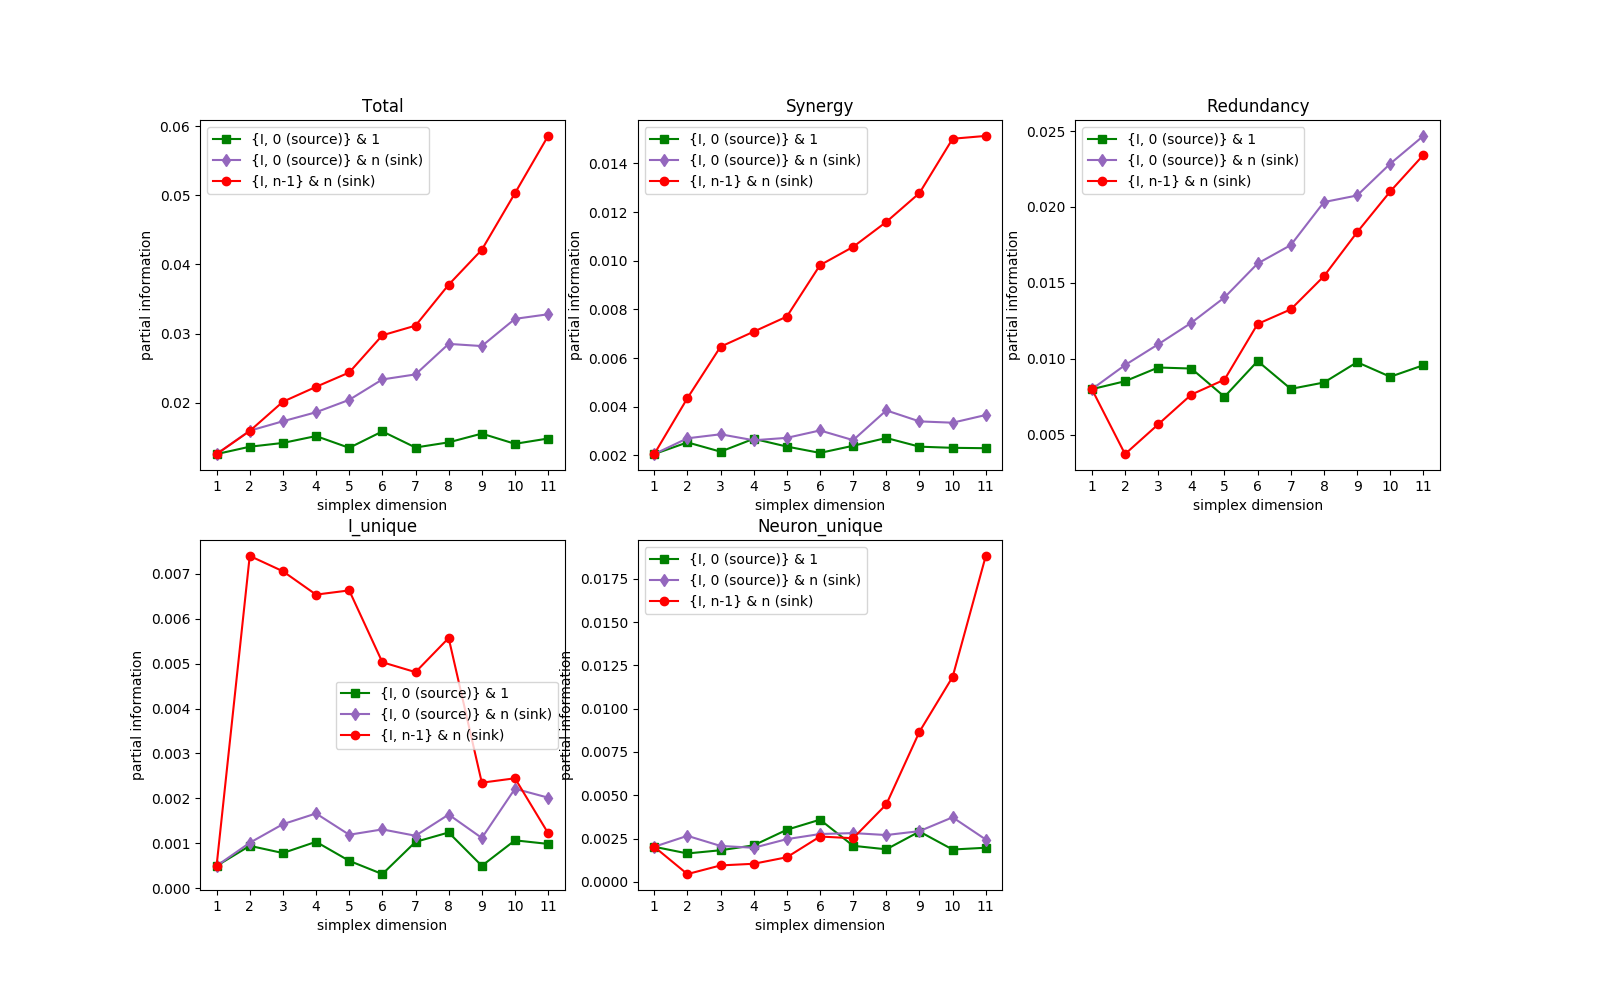 Total
0.06
0.05
0.04
0.03
0.02
partial information
{I, 0 (source)} & 1
{I, 0 (source)} & n (sink)
{I, n-1} & n (sink)
1 2 3 4 5 6 7 8 9 10 11
simplex dimension
Synergy
0.014
0.012
0.010
0.008
0.006
0.004
0.002
partial information
{I, 0 (source)} & 1
{I, 0 (source)} & n (sink)
{I, n-1} & n (sink)
1 2 3 4 5 6 7 8 9 10 11
simplex dimension
Redundancy
0.025
0.020
0.015
0.010
0.005
partial information
{I, 0 (source)} & 1
{I, 0 (source)} & n (sink)
{I, n-1} & n (sink)
1 2 3 4 5 6 7 8 9 10 11
simplex dimension
I_unique
0.007
0.006
0.005
0.004
0.003
0.002
0.001
0.000
partial information
{I, 0 (source)} & 1
{I, 0 (source)} & n (sink)
{I, n-1} & n (sink)
1 2 3 4 5 6 7 8 9 10 11
simplex dimension
Neuron_unique
0.0175
0.0150
0.0125
0.0100
0.0075
0.0050
0.0025
0.0000
partial information
{I, 0 (source)} & 1
{I, 0 (source)} & n (sink)
{I, n-1} & n (sink)
1 2 3 4 5 6 7 8 9 10 11
simplex dimension